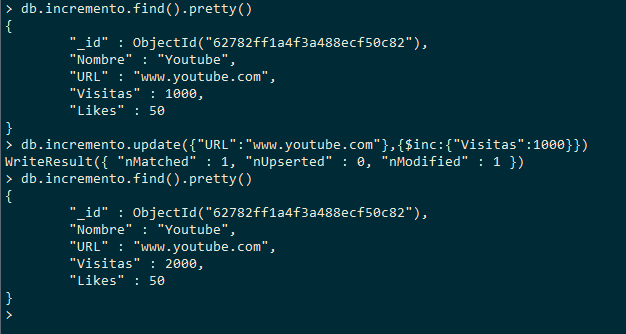 > db.incremento.find().pretty()
{
        "_id" : ObjectId("62782ff1a4f3a488ecf50c82"),
        "Nombre" : "Youtube",
        "URL" : "www.youtube.com",
        "Visitas" : 1000,
        "Likes" : 50
}
> db.incremento.update({"URL":"www.youtube.com"},{$inc:{"Visitas":1000}})
WriteResult({ "nMatched" : 1, "nUpserted" : 0, "nModified" : 1 })
> db.incremento.find().pretty()
{
        "_id" : ObjectId("62782ff1a4f3a488ecf50c82"),
        "Nombre" : "Youtube",
        "URL" : "www.youtube.com",
        "Visitas" : 2000,
        "Likes" : 50
}
>